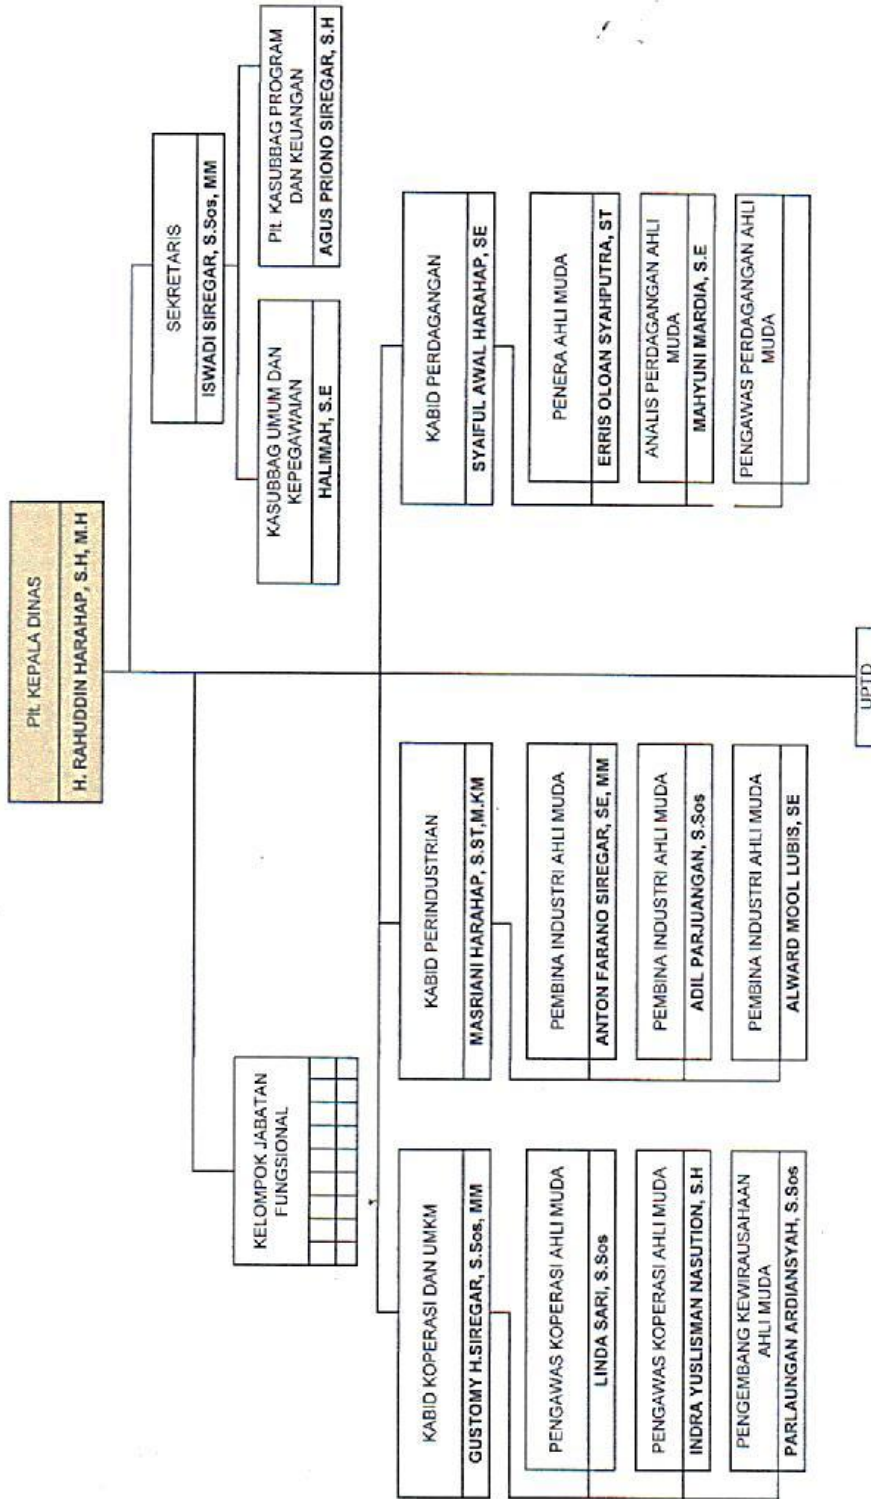 Plt. KEPALA DINAS
H. RAHUDDIN HARAHAP, S.H, M.H
SEKRETARIS
ISWADI SIREGAR, S.Sos, MM
KELOMPOK JABATAN
FUNGSIONAL
KASUBBAG UMUM DAN
KEPEGAWAIAN
HALIMAH, S.E
Plt. KASUBBAG PROGRAM
DAN KEUANGAN
AGUS PRIONO SIREGAR, S.H
KABID KOPERASI DAN UMKM
GUSTOMY H.SIREGAR, S.Sos, MM
PENGAWAS KOPERASI AHLI MUDA
LINDA SARI, S.Sos
PENGAWAS KOPERASI AHLI MUDA
INDRA YUSLISMAN NASUTION, S.H
PENGEMBANG KEWIRAUSAHAAN
AHLI MUDA
PARLAUNGAN ARDIANSYAH, S.Sos
KABID PERINDUSTRIAN
MASRIANI HARAHAP, S.ST,M.KM
PEMBINA INDUSTRI AHLI MUDA
ANTON FARANO SIREGAR, SE, MM
PEMBINA INDUSTRI AHLI MUDA
ADIL PARJUANGAN, S.Sos
PEMBINA INDUSTRI AHLI MUDA
ALWARD MOOL LUBIS, SE
KABID PERDAGANGAN
SYAIFUL AWAL HARAHAP, SE
PENERA AHLI MUDA
ERRIS OLOAN SYAHPUTRA, ST
ANALIS PERDAGANGAN AHLI
MUDA
MAHYUNI MARDIA, S.E
PENGAWAS PERDAGANGAN AHLI
MUDA
UPTD